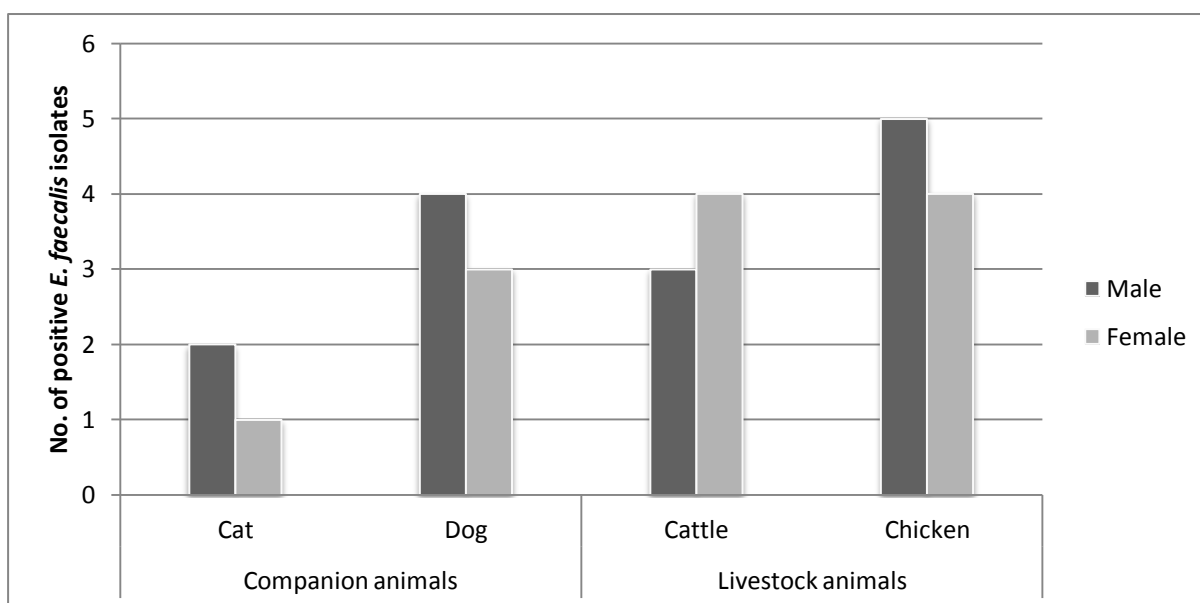 No. of positive E. faecalis isolates
6
5
4
3
2
1
0
Cat Dog Cattle Chicken
Companion animals Livestock animals
Male
Female